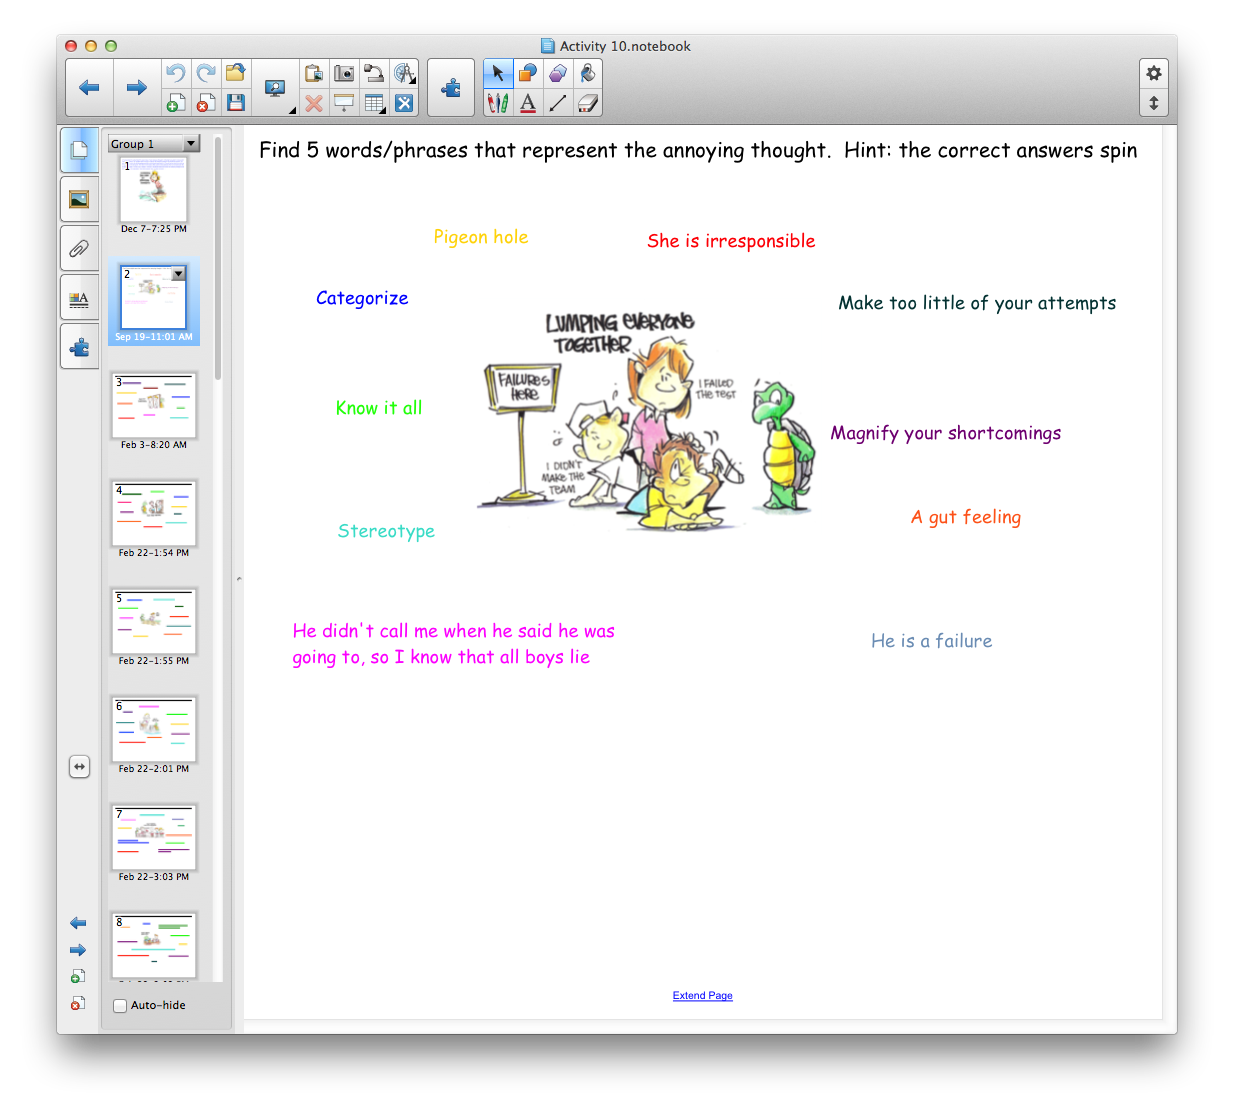 Activity 10.notebook
Group 1
1
Dec 7-7:25 PM
2
Sep 19-11:01 AM
3
Feb 3-8:20 AM
4
Feb 22-1:54 PM
5
Feb 22-1:55 PM
6
Feb 22-2:01 PM
7
Feb 22-3:03 PM
8
Auto-hide
Find 5 words/phrases that represent the annoying thought. Hint: the correct answers spin
Pigeon hole
She is irresponsible
Categorize
Make too little of your attempts
LUMPING EVERYONE
TOGETHER
FAILURES
HERE
I FAILED
THE TEST
Know it all
Magnify your shortcomings
I DIDN'T
MAKE THE
TEAM
A gut feeling
Stereotype
He didn't call me when he said he was
going to, so I know that all boys lie
He is a failure
Extend Page